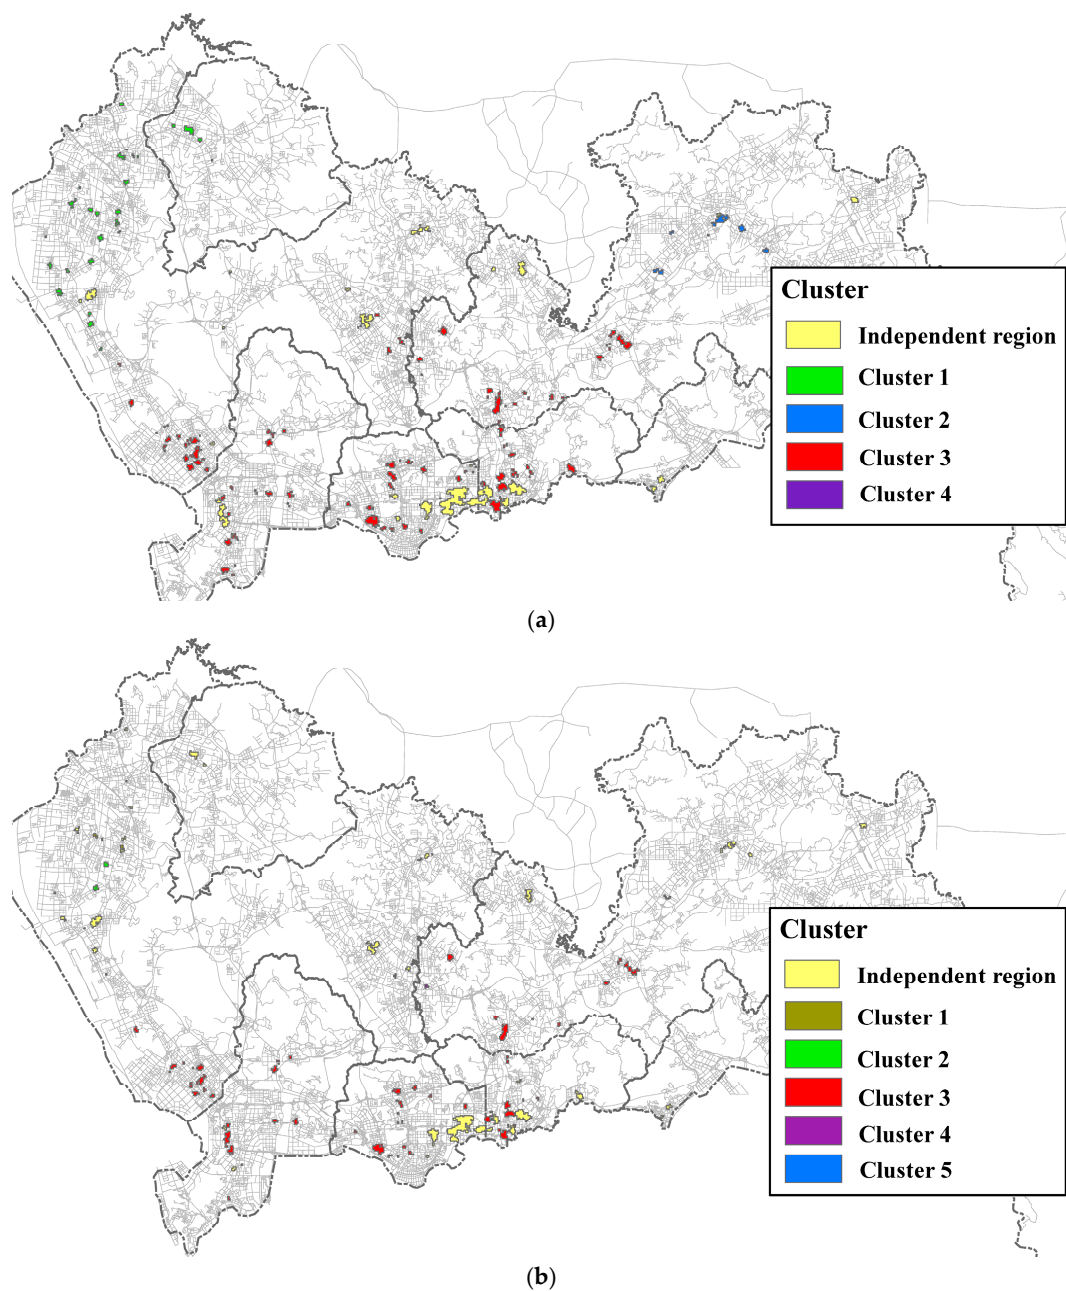 Cluster
Independent region
Cluster 1
Cluster 2
Cluster 3
Cluster 4
(a)
Cluster
Independent region
Cluster 1
Cluster 2
Cluster 3
Cluster 4
Cluster 5
(b)